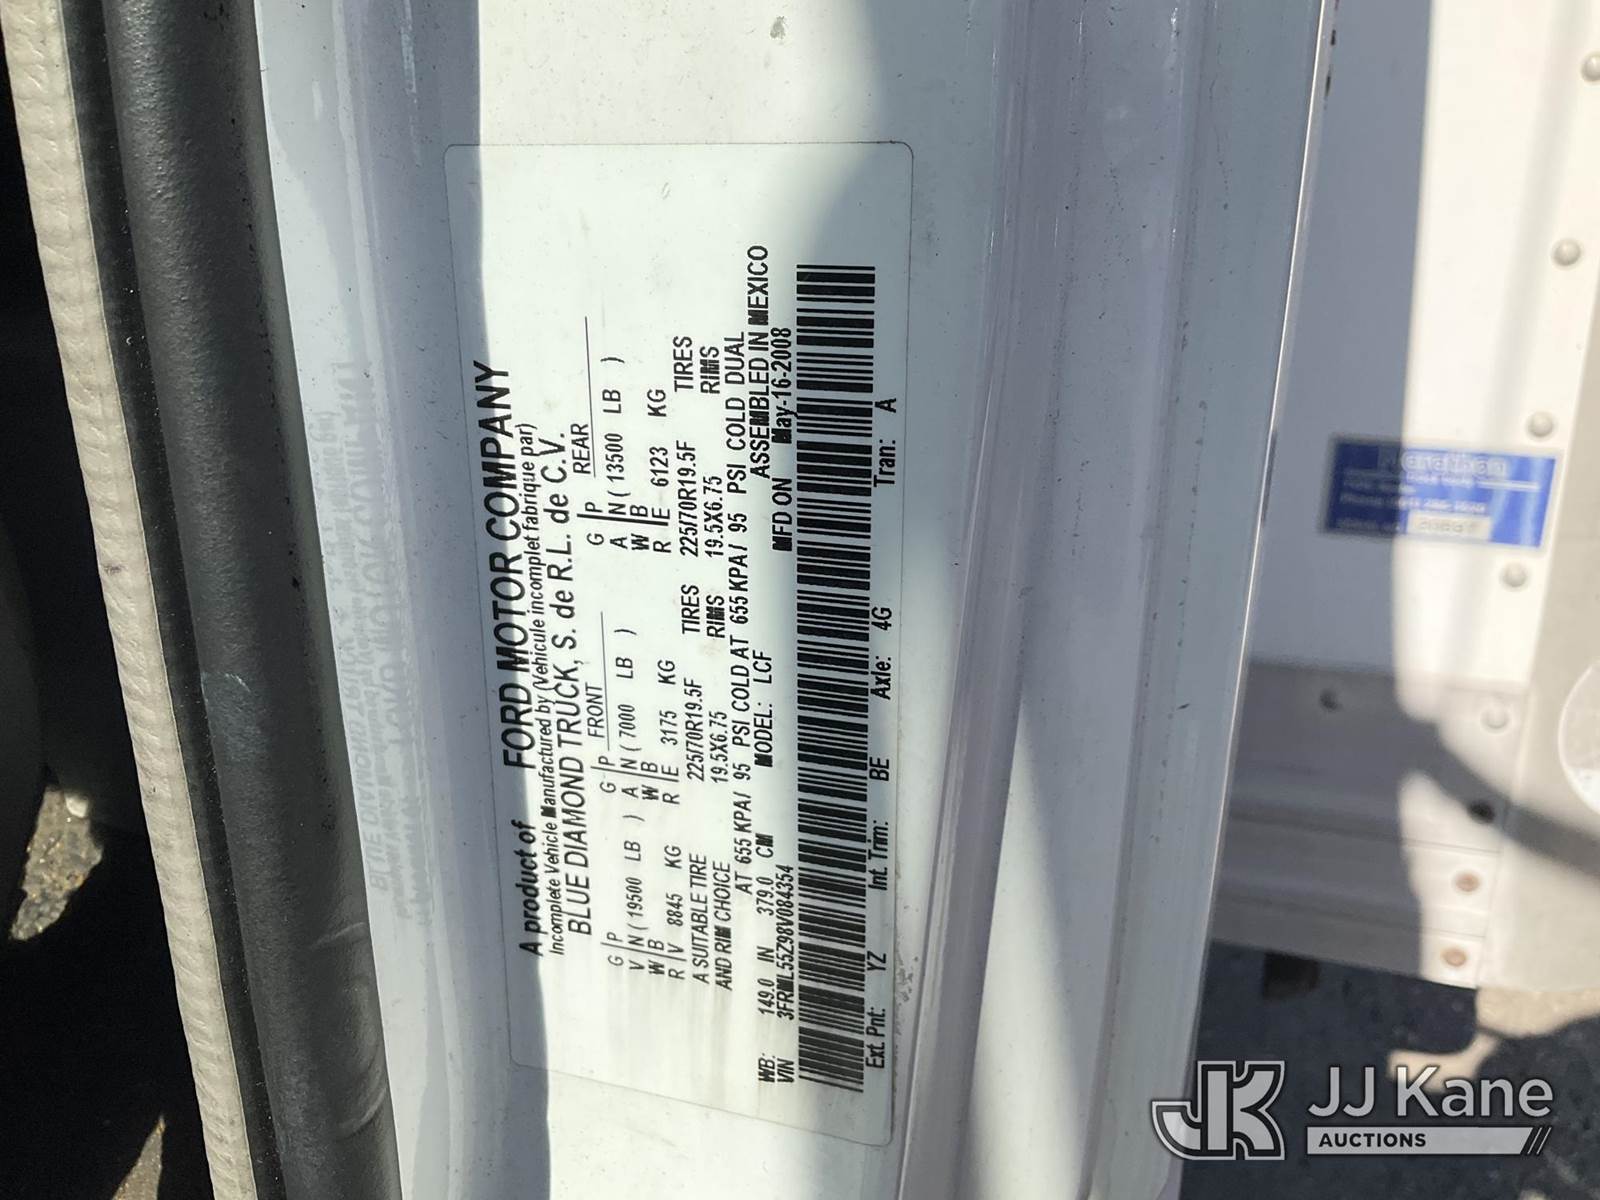 A product of FORD MOTOR COMPANY
Incomplete Vehicle Manufactured by (Vehicule incomplet fabrique par)
BLUE DIAMOND TRUCK, S. de R.L. de C.V.
FRONT REAR
G P G P G P
V N (19500 LB) A N (7000 LB) A N (13500 LB)
W B W B W B
R V 8845 KG R E 3175 KG R E 6123 KG
A SUITABLE TIRE 225/70R19.5F TIRES 225/70R19.5F TIRES
AND RIM CHOICE 19.5X6.75 RIMS 19.5X6.75 RIMS
AT 655 KPA/ 95 PSI COLD AT 655 KPA/ 95 PSI COLD DUAL
WB: 149.0 IN 379.0 CM MODEL: LCF ASSEMBLED IN MEXICO
VIN 3FRML55Z98V084354 MFD ON May-16-2008
Ext. Pnt: YZ Int. Trim: BE Axle: 4G Tran: A
Marathon
JK JJ Kane
AUCTIONS